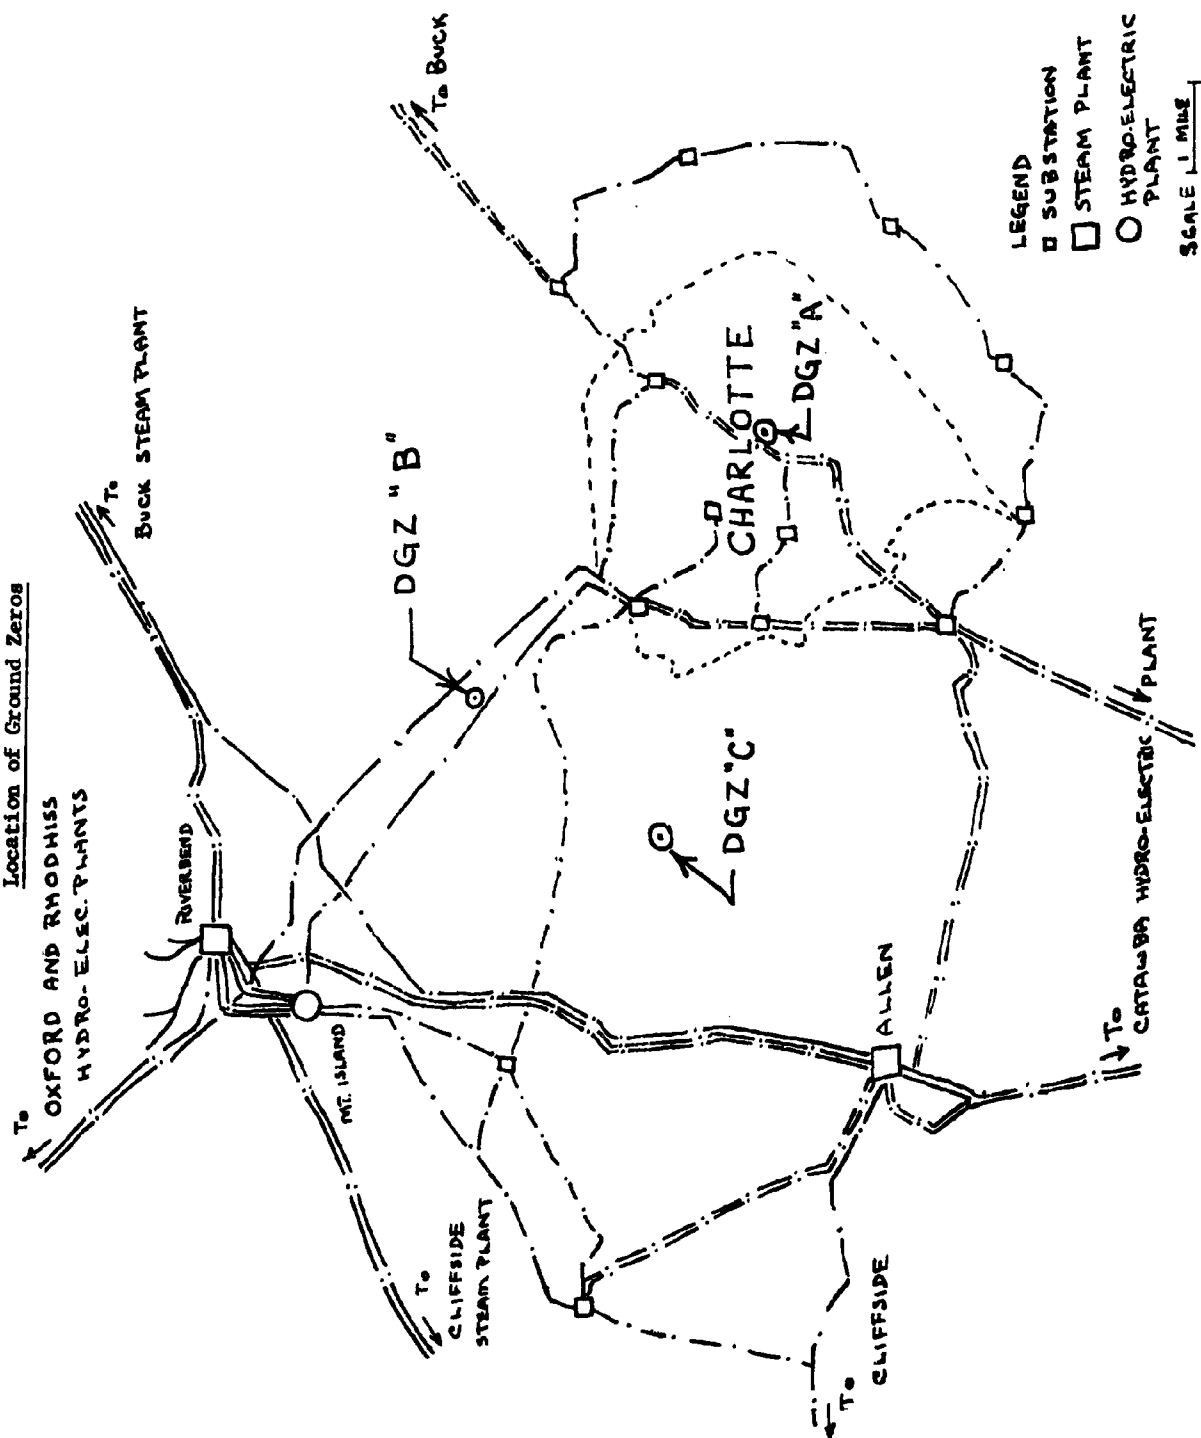 Location of Ground Zeros
To
OXFORD AND RHODHISS
HYDRO-ELEC. PLANTS
RIVERBEND
To
BUCK STEAM PLANT
MT. ISLAND
To
CLIFFSIDE
STEAM PLANT
DGZ "B"
To BUCK
DGZ "C"
CHARLOTTE
DGZ "A"
ALLEN
To
CLIFFSIDE
To
CATAWBA HYDRO-ELECTRIC PLANT
LEGEND
SUBSTATION
STEAM PLANT
HYDRO-ELECTRIC
PLANT
SCALE 1 MILE